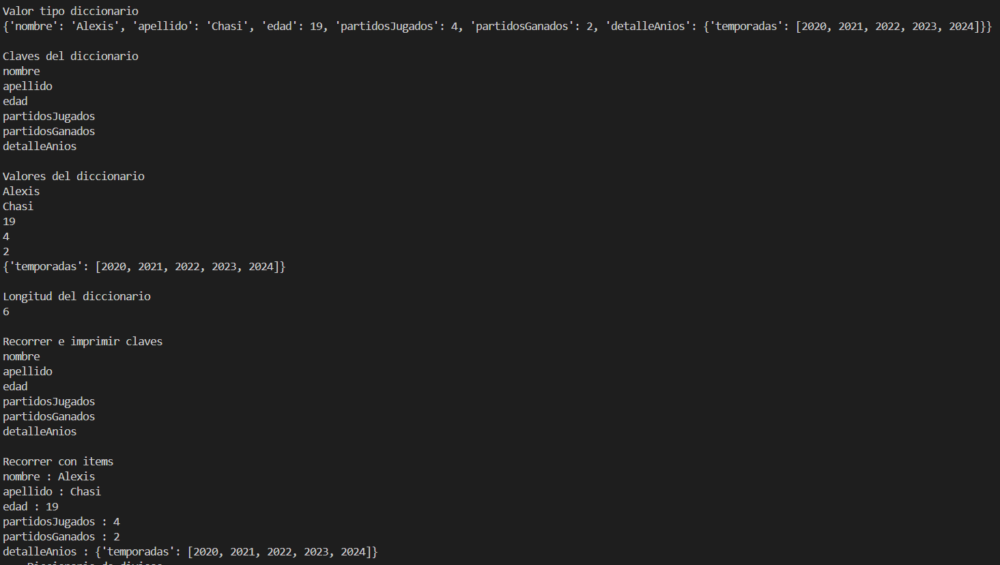 Valor tipo diccionario
{'nombre': 'Alexis', 'apellido': 'Chasi', 'edad': 19, 'partidosJugados': 4, 'partidosGanados': 2, 'detalleAnios': {'temporadas': [2020, 2021, 2022, 2023, 2024]}}
Claves del diccionario
nombre
apellido
edad
partidosJugados
partidosGanados
detalleAnios
Valores del diccionario
Alexis
Chasi
19
4
2
{'temporadas': [2020, 2021, 2022, 2023, 2024]}
Longitud del diccionario
6
Recorrer e imprimir claves
nombre
apellido
edad
partidosJugados
partidosGanados
detalleAnios
Recorrer con items
nombre : Alexis
apellido : Chasi
edad : 19
partidosJugados : 4
partidosGanados : 2
detalleAnios : {'temporadas': [2020, 2021, 2022, 2023, 2024]}
Diccionario de